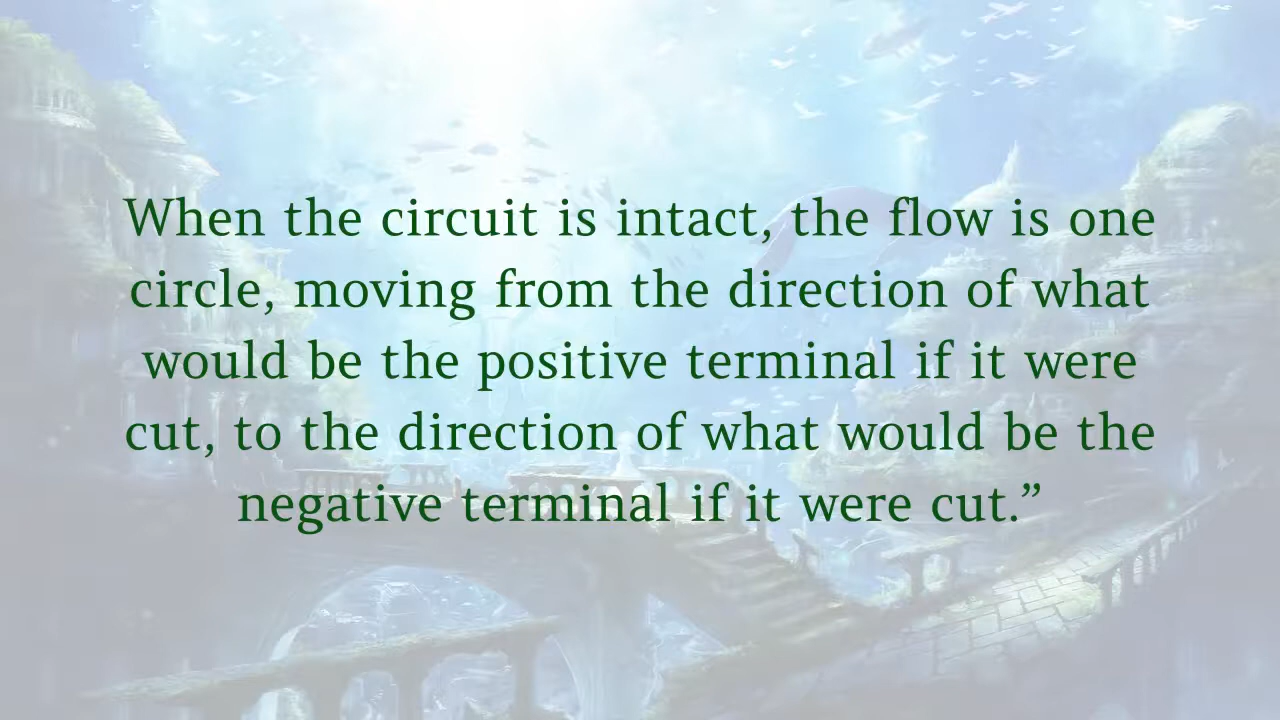 When the circuit is intact, the flow is one
circle, moving from the direction of what
would be the positive terminal if it were
cut, to the direction of what would be the
negative terminal if it were cut.”